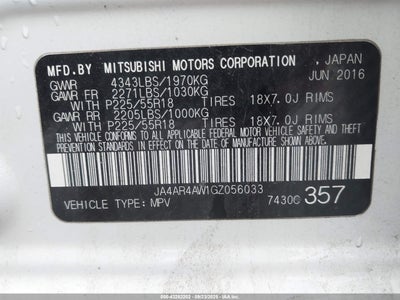 MFD.BY MITSUBISHI MOTORS CORPORATION , JAPAN
GVWR 4343LBS/1970KG JUN 2016
GAWR FR 2271LBS/1030KG
WITH P225/55R18 TIRES 18X7.0J RIMS
GAWR RR 2205LBS/1000KG
WITH P225/55R18 TIRES 18X7.0J RIMS
THIS VEHICLE CONFORMS TO ALL APPLICABLE FEDERAL
MOTOR VEHICLE SAFETY AND THEFT PREVENTION STAND
ARDS IN EFFECT ON THE DATE OF MANUFACTURE SHOWN ABOVE.
JA4AR4AW1GZ056033
VEHICLE TYPE: MPV 7430C 357